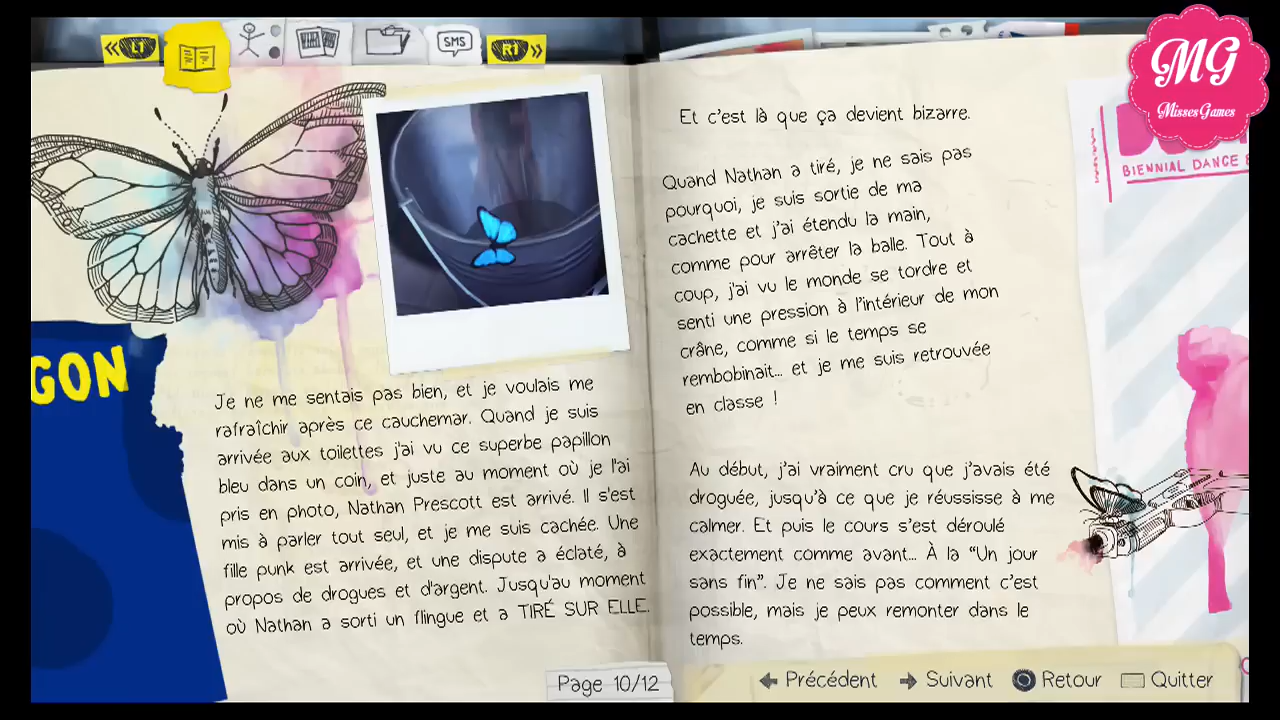 L1
SMS
R1
MG
MissesGames
BIENNIAL DANCE
GON
Je ne me sentais pas bien, et je voulais me
rafraîchir après ce cauchemar. Quand je suis
arrivée aux toilettes j'ai vu ce superbe papillon
bleu dans un coin, et juste au moment où je l'ai
pris en photo, Nathan Prescott est arrivé. Il s'est
mis à parler tout seul, et je me suis cachée. Une
fille punk est arrivée, et une dispute a éclaté, à
propos de drogues et d'argent. Jusqu'au moment
où Nathan a sorti un flingue et a TIRÉ SUR ELLE.
Et c'est là que ça devient bizarre.
Quand Nathan a tiré, je ne sais pas
pourquoi, je suis sortie de ma
cachette et j'ai étendu la main,
comme pour arrêter la balle. Tout à
coup, j'ai vu le monde se tordre et
senti une pression à l'intérieur de mon
crâne, comme si le temps se
rembobinait... et je me suis retrouvée
en classe !
Au début, j'ai vraiment cru que j'avais été
droguée, jusqu'à ce que je réussisse à me
calmer. Et puis le cours s'est déroulé
exactement comme avant... À la "Un jour
sans fin". Je ne sais pas comment c'est
possible, mais je peux remonter dans le
temps.
Page 10/12
Précédent Suivant Retour Quitter